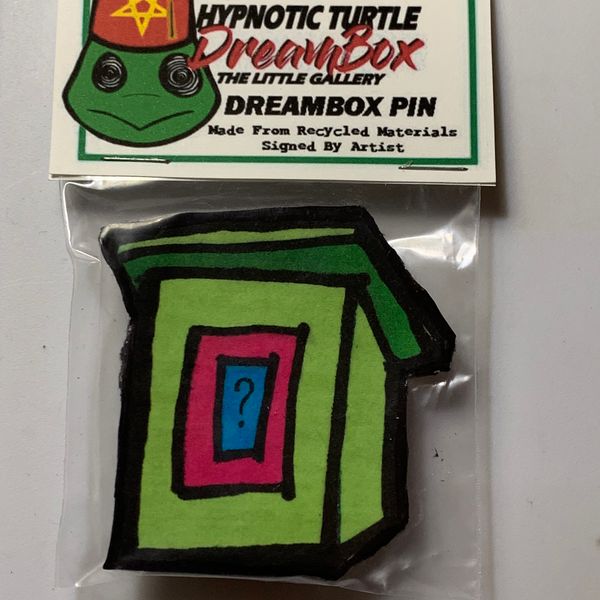 HYPNOTIC TURTLE
DreamBox
THE LITTLE GALLERY
DREAMBOX PIN
Made From Recycled Materials
Signed By Artist
?